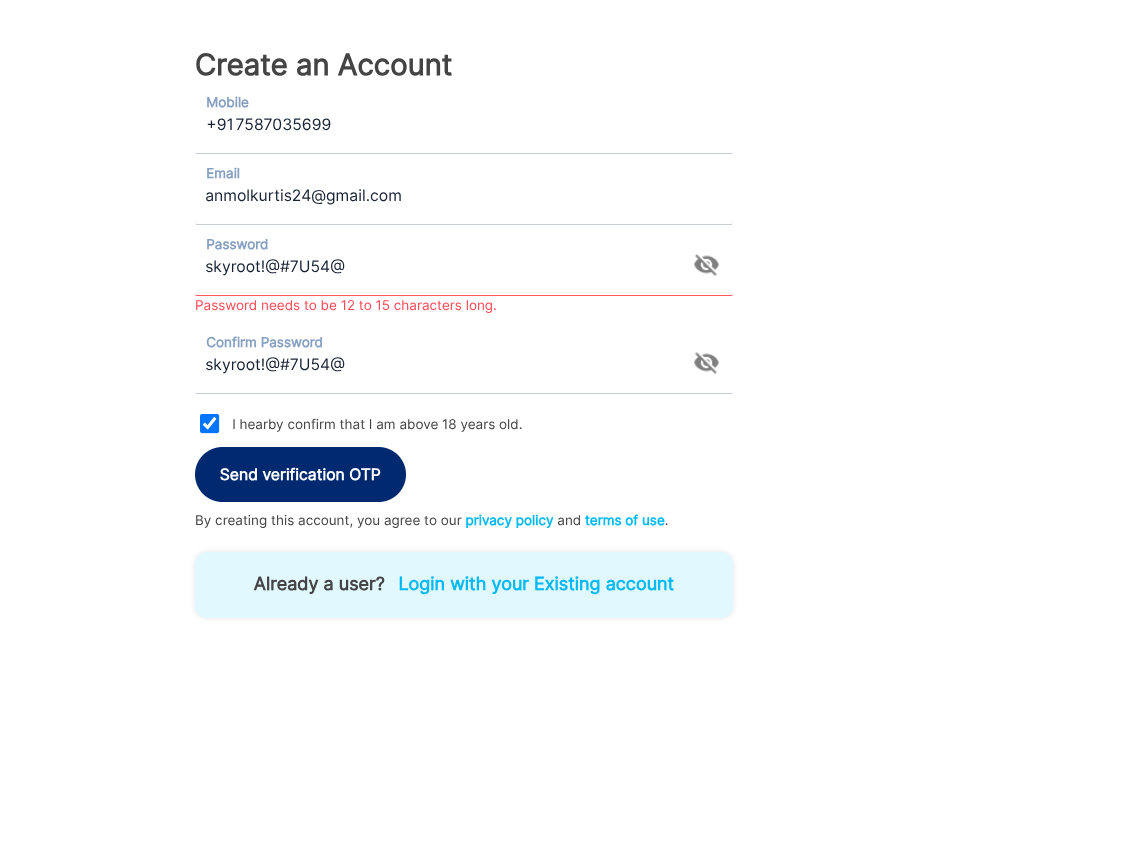 Create an Account
Mobile
+917587035699
Email
anmolkurtis24@gmail.com
Password
skyroot!@#7U54@
Password needs to be 12 to 15 characters long.
Confirm Password
skyroot!@#7U54@
I hearby confirm that I am above 18 years old.
Send verification OTP
By creating this account, you agree to our privacy policy and terms of use.
Already a user? Login with your Existing account